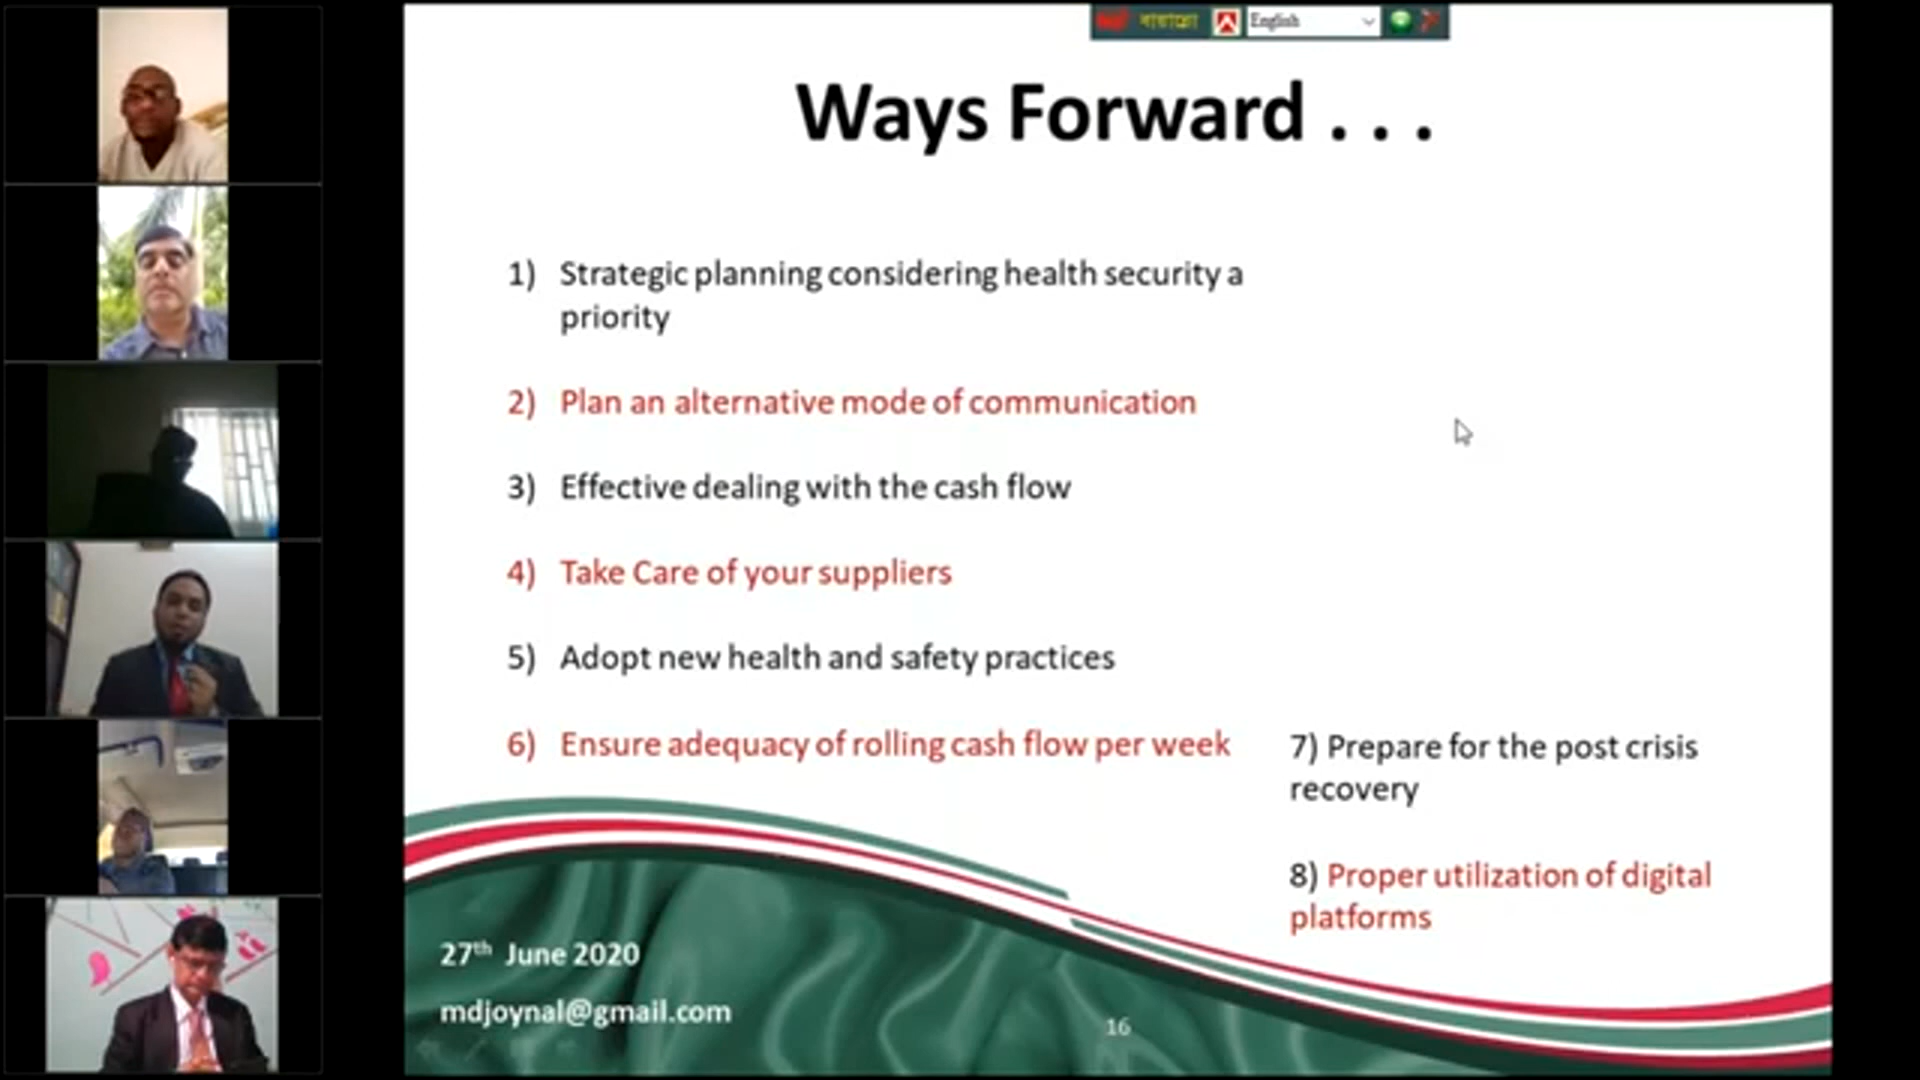 বায়ান্নো English
Ways Forward . . .
1) Strategic planning considering health security a
priority
2) Plan an alternative mode of communication
3) Effective dealing with the cash flow
4) Take Care of your suppliers
5) Adopt new health and safety practices
6) Ensure adequacy of rolling cash flow per week
7) Prepare for the post crisis
recovery
8) Proper utilization of digital
platforms
27th June 2020
mdjoynal@gmail.com
16